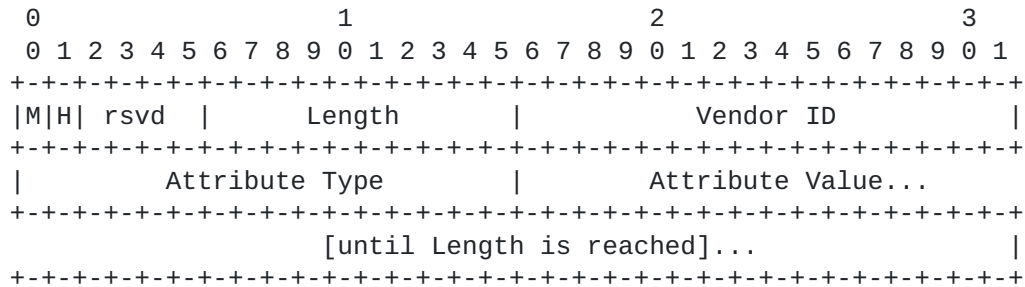 0                   1                   2                   3
 0 1 2 3 4 5 6 7 8 9 0 1 2 3 4 5 6 7 8 9 0 1 2 3 4 5 6 7 8 9 0 1
+-+-+-+-+-+-+-+-+-+-+-+-+-+-+-+-+-+-+-+-+-+-+-+-+-+-+-+-+-+-+-+-+
|M|H| rsvd  |      Length       |           Vendor ID           |
+-+-+-+-+-+-+-+-+-+-+-+-+-+-+-+-+-+-+-+-+-+-+-+-+-+-+-+-+-+-+-+-+
|         Attribute Type        |        Attribute Value...
+-+-+-+-+-+-+-+-+-+-+-+-+-+-+-+-+-+-+-+-+-+-+-+-+-+-+-+-+-+-+-+-+
                    [until Length is reached]...                |
+-+-+-+-+-+-+-+-+-+-+-+-+-+-+-+-+-+-+-+-+-+-+-+-+-+-+-+-+-+-+-+-+